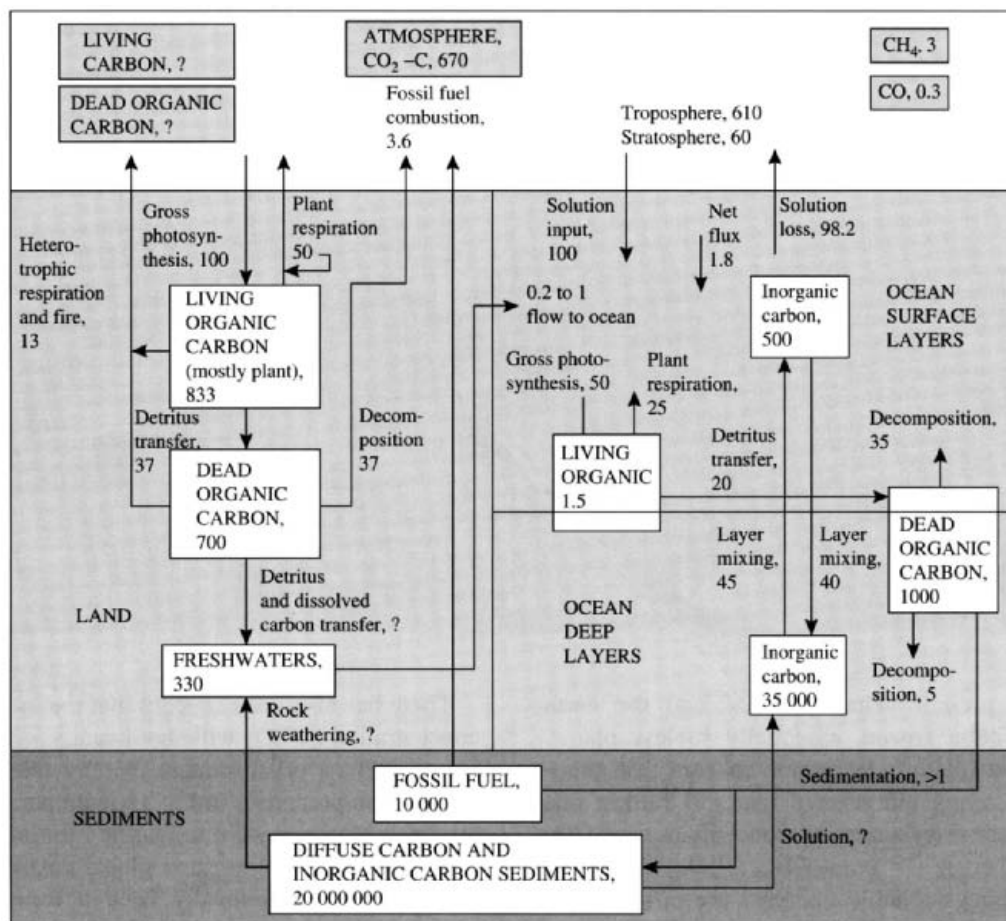 LIVING
CARBON, ?
DEAD ORGANIC
CARBON, ?
ATMOSPHERE,
CO₂ –C, 670
Fossil fuel
combustion,
3.6
CH₄, 3
CO, 0.3
Troposphere, 610
Stratosphere, 60
Hetero-
trophic
respiration
and fire,
13
Gross
photosyn-
thesis, 100
Plant
respiration
50
LIVING
ORGANIC
CARBON
(mostly plant),
833
Detritus
transfer,
37
Decom-
position
37
DEAD
ORGANIC
CARBON,
700
Detritus
and dissolved
carbon transfer, ?
LAND
FRESHWATERS,
330
Rock
weathering, ?
Solution
input,
100
Net
flux
1.8
Solution
loss, 98.2
0.2 to 1
flow to ocean
Inorganic
carbon,
500
OCEAN
SURFACE
LAYERS
Gross photo-
synthesis, 50
Plant
respiration,
25
Decomposition,
35
LIVING
ORGANIC
1.5
Detritus
transfer,
20
DEAD
ORGANIC
CARBON,
1000
Layer
mixing,
45
Layer
mixing,
40
OCEAN
DEEP
LAYERS
Inorganic
carbon,
35 000
Decompo-
sition, 5
FOSSIL FUEL,
10 000
Sedimentation, >1
SEDIMENTS
Solution, ?
DIFFUSE CARBON AND
INORGANIC CARBON SEDIMENTS,
20 000 000